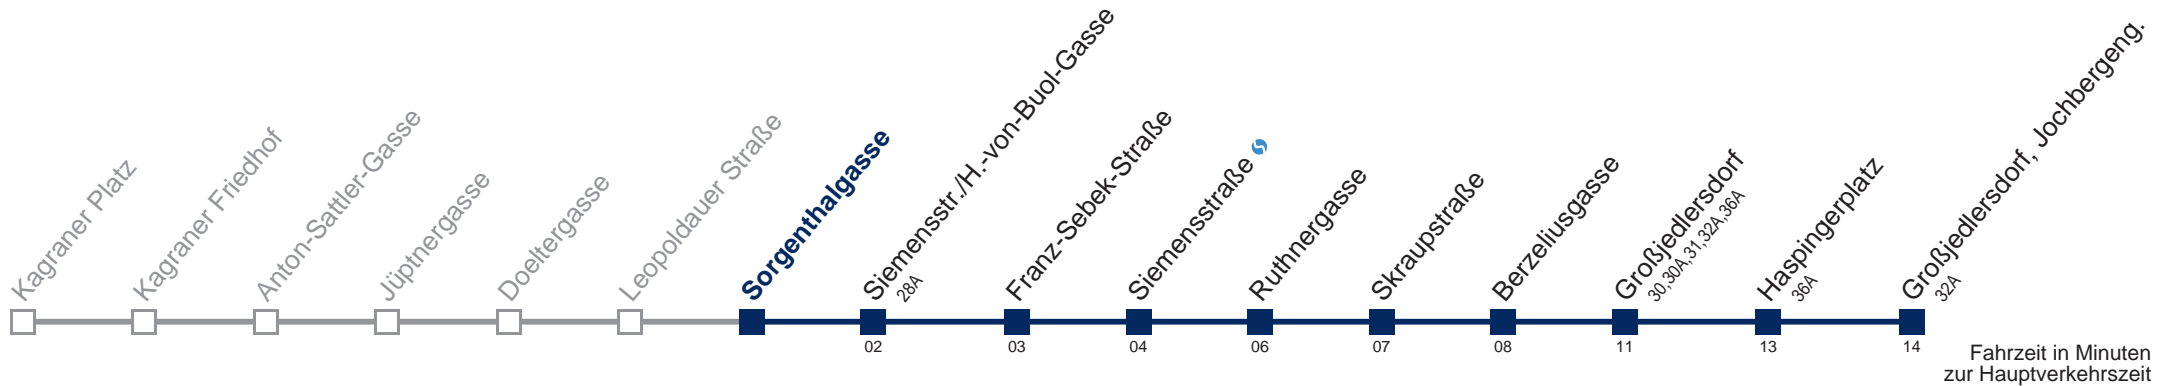 Kagraner Platz
Kagraner Friedhof
Anton-Sattler-Gasse
Jüptnergasse
Doeltergasse
Leopoldauer Straße
Sorgenthalgasse
Siemensstr./H.-von-Buol-Gasse
28A
Franz-Sebek-Straße
Siemensstraße
Ruthnergasse
Skraupstraße
Berzeliusgasse
Großjedlersdorf
30,30A,31,32A,36A
Haspingerplatz
36A
Großjedlersdorf, Jochbergeng.
32A
02 03 04 06 07 08 11 13 14
Fahrzeit in Minuten
zur Hauptverkehrszeit